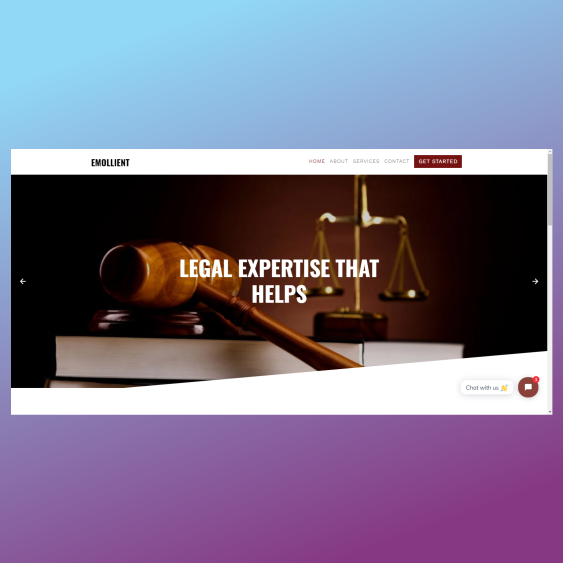 EMOLLIENT
HOME ABOUT SERVICES CONTACT GET STARTED
LEGAL EXPERTISE THAT
HELPS
Chat with us 👋